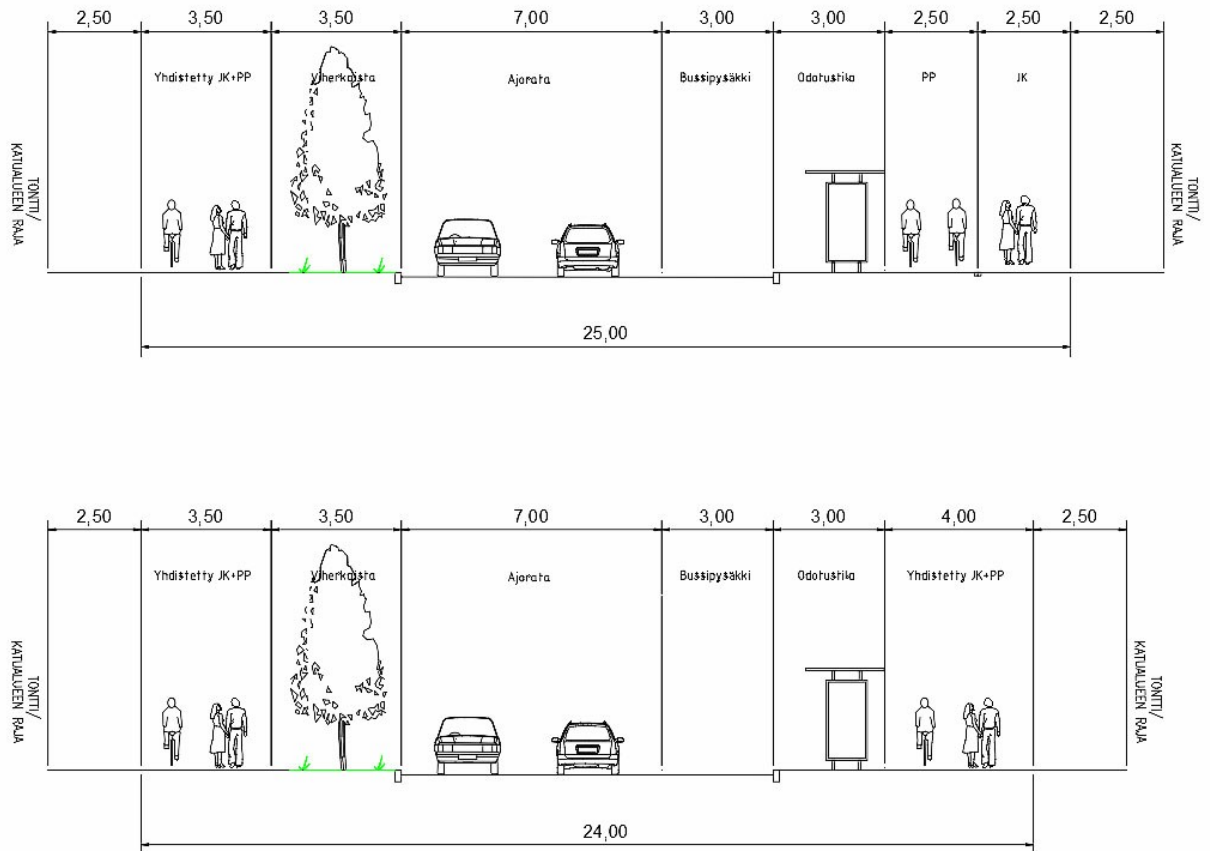 2,50 3,50 3,50 7,00 3,00 3,00 2,50 2,50 2,50
Yhdistetty JK+PP Viherkaista Ajorata Bussipysäkki Odotustila PP JK
TONTTI/
KATUALUEEN RAJA
TONTTI/
KATUALUEEN RAJA
25,00
2,50 3,50 3,50 7,00 3,00 3,00 4,00 2,50
Yhdistetty JK+PP Viherkaista Ajorata Bussipysäkki Odotustila Yhdistetty JK+PP
TONTTI/
KATUALUEEN RAJA
TONTTI/
KATUALUEEN RAJA
24,00